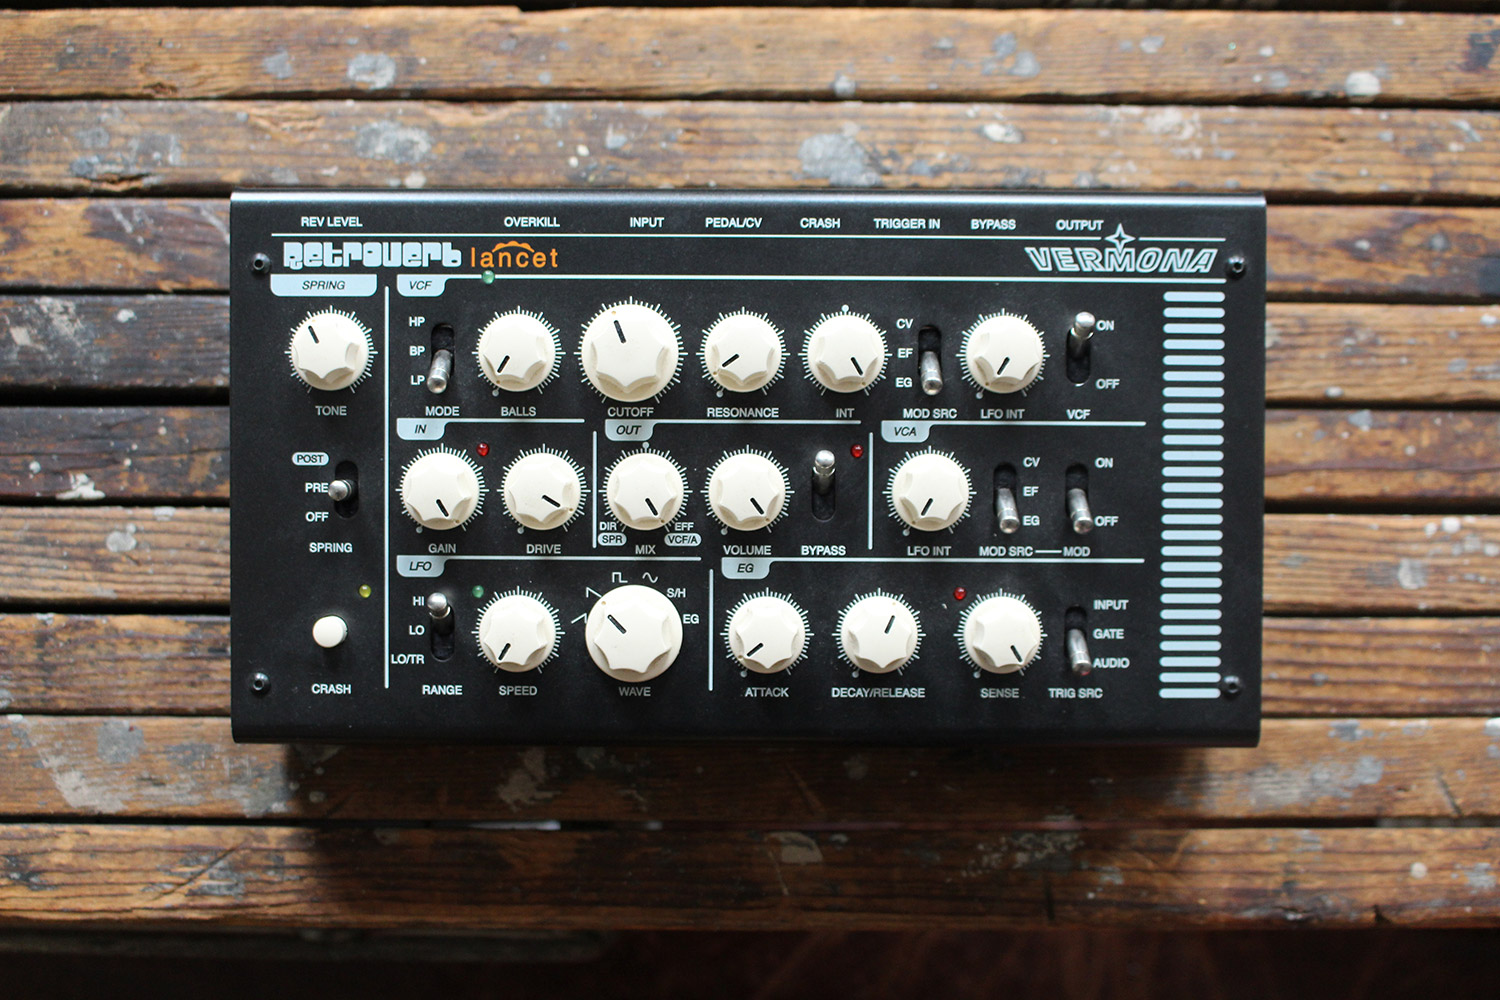 REV LEVEL OVERKILL INPUT PEDAL/CV CRASH TRIGGER IN BYPASS OUTPUT
RetroVerb lancet VERMONA
SPRING VCF
HP CV ON
BP EF
LP EG OFF
TONE MODE BALLS CUTOFF RESONANCE INT MOD SRC LFO INT VCF
IN OUT VCA
POST CV ON
PRE EF
OFF DIR EFF EG OFF
SPR VCF/A
SPRING GAIN DRIVE MIX VOLUME BYPASS LFO INT MOD SRC MOD
LFO EG
HI S/H INPUT
LO EG GATE
LO/TR AUDIO
CRASH RANGE SPEED WAVE ATTACK DECAY/RELEASE SENSE TRIG SRC